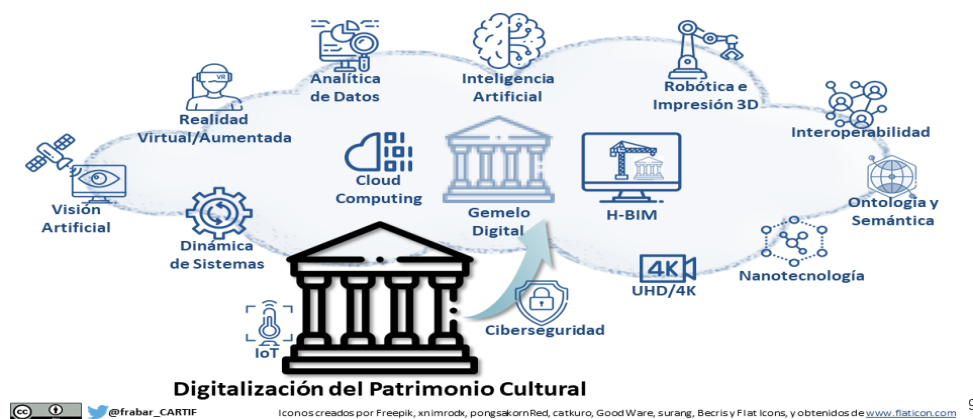 Analítica
de Datos
Inteligencia
Artificial
Robótica e
Impresión 3D
VR
Realidad
Virtual/Aumentada
Interoperabilidad
Cloud
Computing
Visión
Artificial
Gemelo
Digital
H-BIM
Ontología y
Semántica
Dinámica
de Sistemas
4K
UHD/4K
Nanotecnología
Ciberseguridad
IoT
Digitalización del Patrimonio Cultural
cc
@frabar_CARTIF
Iconos creados por Freepik, xnimrodx, pongsakornRed, catkuro, Good Ware, surang, Becris y Flat Icons, y obtenidos de www.flaticon.com
9